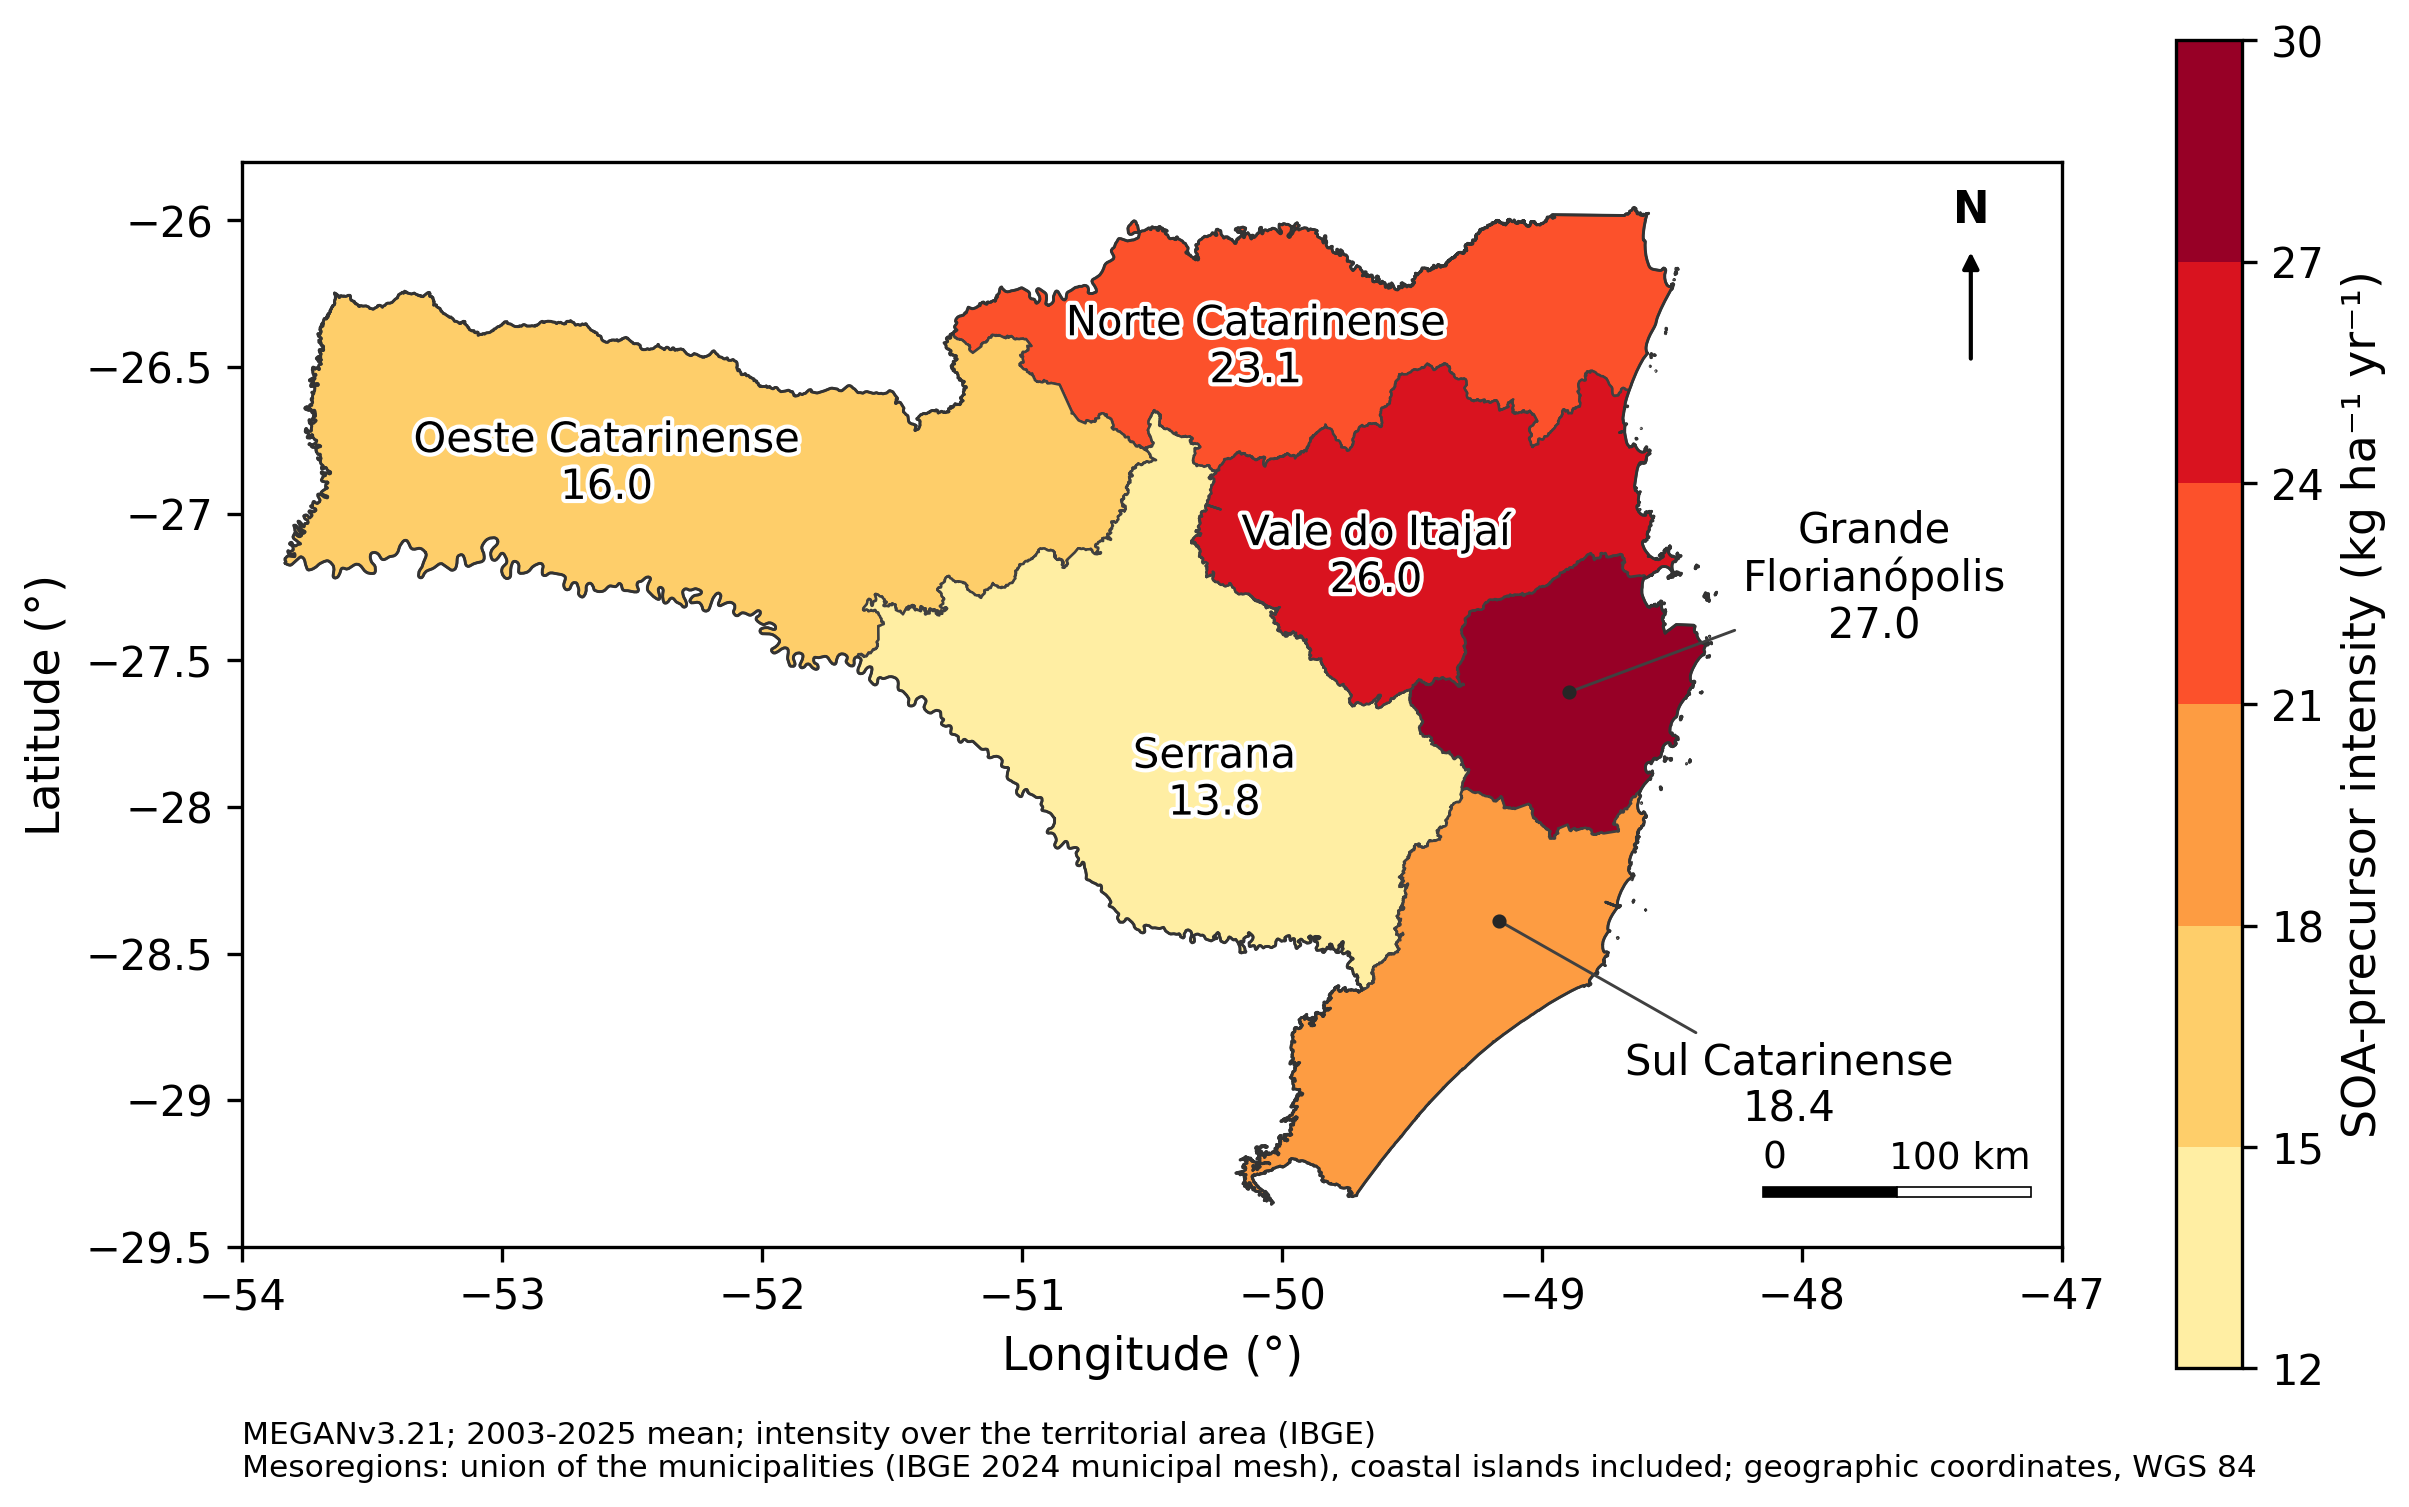 30
−26
N
27
Norte Catarinense
23.1
−26.5
Oeste Catarinense
16.0
24
−27
Vale do Itajaí
26.0
Grande
Florianópolis
27.0
−27.5
21
Latitude (°)
SOA-precursor intensity (kg ha⁻¹ yr⁻¹)
Serrana
13.8
−28
18
−28.5
Sul Catarinense
18.4
−29
0 100 km
15
−29.5
−54 −53 −52 −51 −50 −49 −48 −47
12
Longitude (°)
MEGANv3.21; 2003-2025 mean; intensity over the territorial area (IBGE)
Mesoregions: union of the municipalities (IBGE 2024 municipal mesh), coastal islands included; geographic coordinates, WGS 84